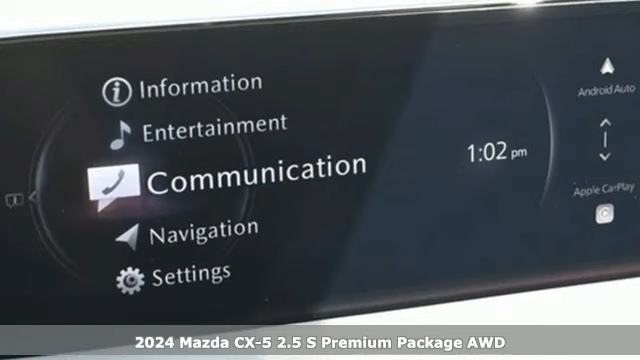 Information
Entertainment
Communication
Navigation
Settings
1:02 pm
Android Auto
Apple CarPlay
2024 Mazda CX-5 2.5 S Premium Package AWD